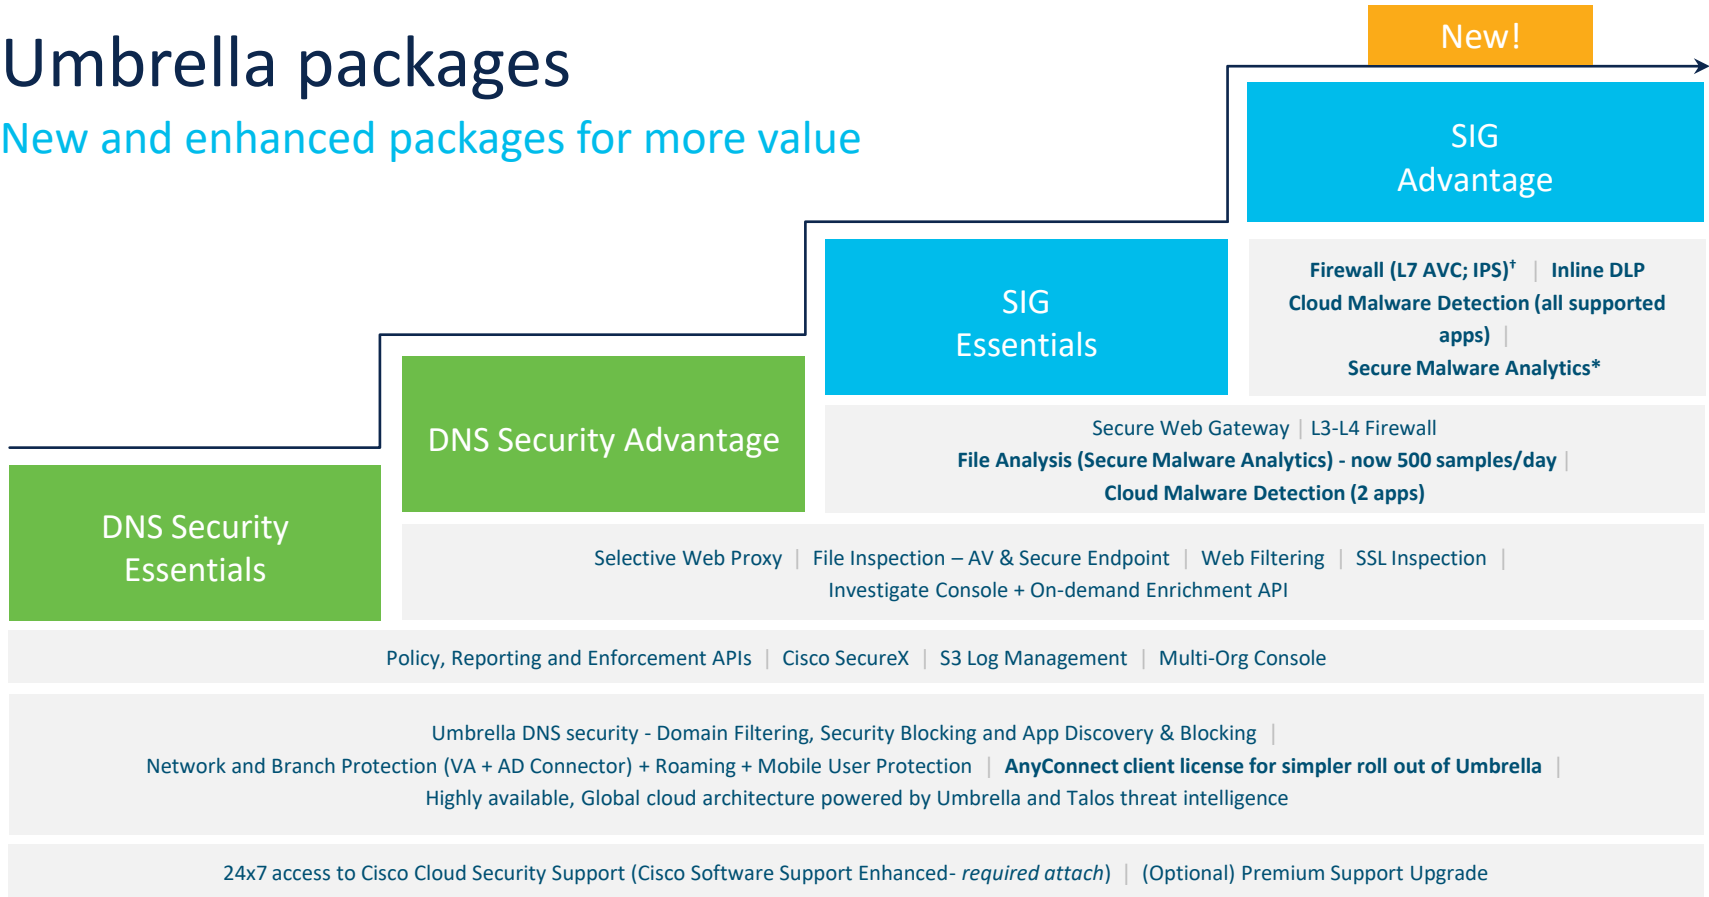 Umbrella packages
New and enhanced packages for more value
New!
SIG
Advantage
Firewall (L7 AVC; IPS)† | Inline DLP
Cloud Malware Detection (all supported
apps) |
Secure Malware Analytics*
SIG
Essentials
Secure Web Gateway | L3-L4 Firewall
File Analysis (Secure Malware Analytics) - now 500 samples/day |
Cloud Malware Detection (2 apps)
DNS Security Advantage
Selective Web Proxy | File Inspection – AV & Secure Endpoint | Web Filtering | SSL Inspection |
Investigate Console + On-demand Enrichment API
DNS Security
Essentials
Policy, Reporting and Enforcement APIs | Cisco SecureX | S3 Log Management | Multi-Org Console
Umbrella DNS security - Domain Filtering, Security Blocking and App Discovery & Blocking |
Network and Branch Protection (VA + AD Connector) + Roaming + Mobile User Protection | AnyConnect client license for simpler roll out of Umbrella |
Highly available, Global cloud architecture powered by Umbrella and Talos threat intelligence
24x7 access to Cisco Cloud Security Support (Cisco Software Support Enhanced- required attach) | (Optional) Premium Support Upgrade